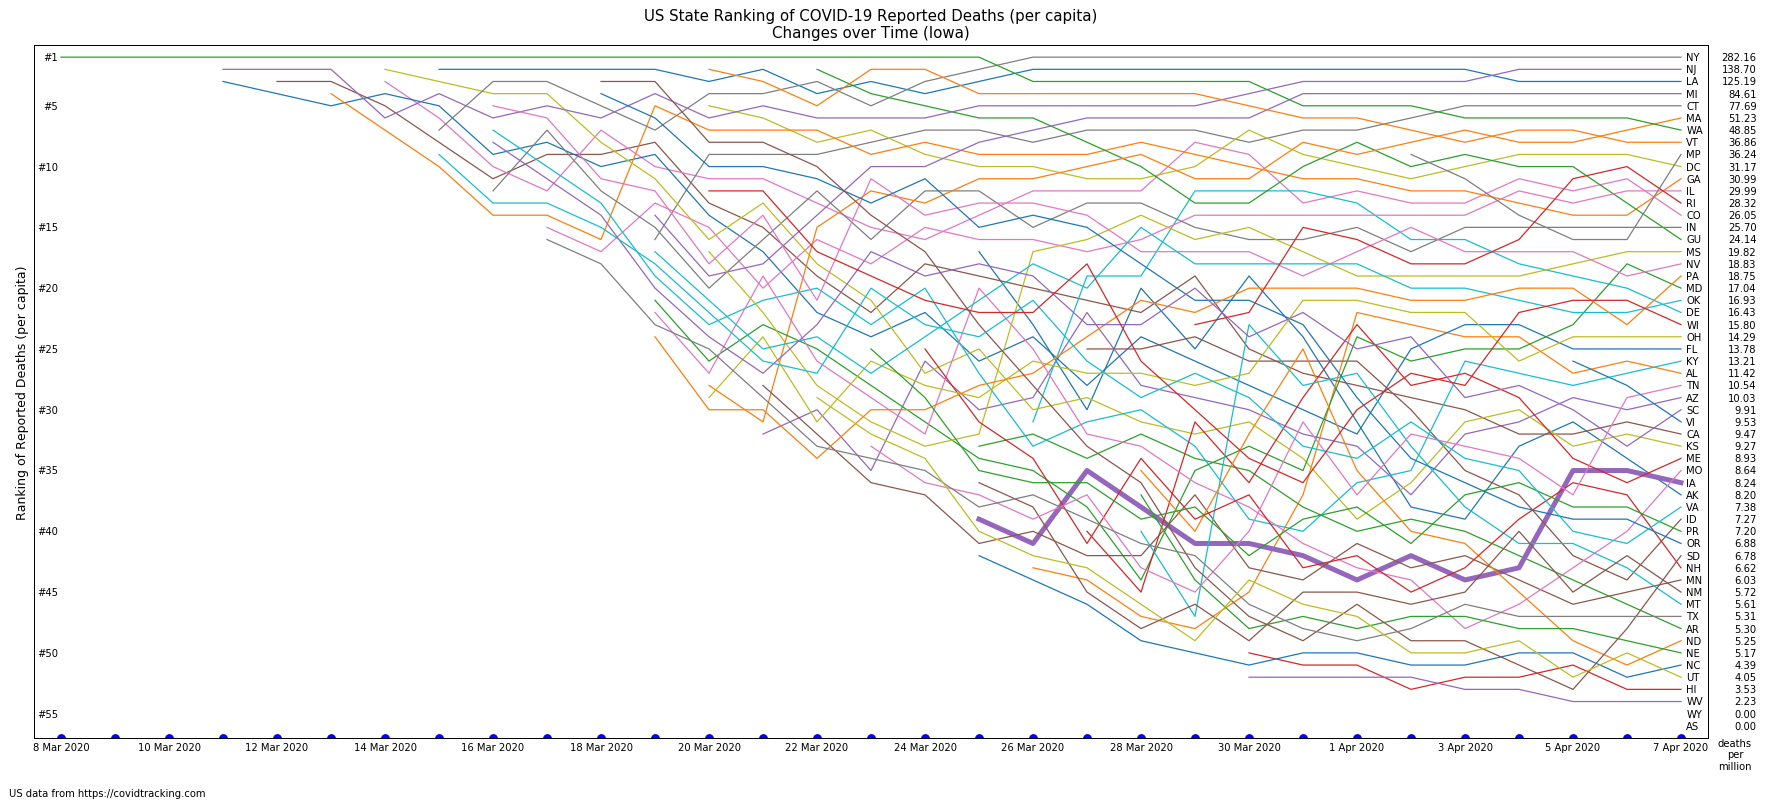 US State Ranking of COVID-19 Reported Deaths (per capita)
Changes over Time (Iowa)
Ranking of Reported Deaths (per capita)
#1
#5
#10
#15
#20
#25
#30
#35
#40
#45
#50
#55
NY 282.16
NJ 138.70
LA 125.19
MI 84.61
CT 77.69
MA 51.23
WA 48.85
VT 36.86
MP 36.24
DC 31.17
GA 30.99
IL 29.99
RI 28.32
CO 26.05
IN 25.70
GU 24.14
MS 19.82
NV 18.83
PA 18.75
MD 17.04
OK 16.93
DE 16.43
WI 15.80
OH 14.29
FL 13.78
KY 13.21
AL 11.42
TN 10.54
AZ 10.03
SC 9.91
VI 9.53
CA 9.47
KS 9.27
ME 8.93
MO 8.64
IA 8.24
AK 8.20
VA 7.38
ID 7.27
PR 7.20
OR 6.88
SD 6.78
NH 6.62
MN 6.03
NM 5.72
MT 5.61
TX 5.31
AR 5.30
ND 5.25
NE 5.17
NC 4.39
UT 4.05
HI 3.53
WV 2.23
WY 0.00
AS 0.00
8 Mar 2020 10 Mar 2020 12 Mar 2020 14 Mar 2020 16 Mar 2020 18 Mar 2020 20 Mar 2020 22 Mar 2020 24 Mar 2020 26 Mar 2020 28 Mar 2020 30 Mar 2020 1 Apr 2020 3 Apr 2020 5 Apr 2020 7 Apr 2020
deaths
per
million
US data from https://covidtracking.com